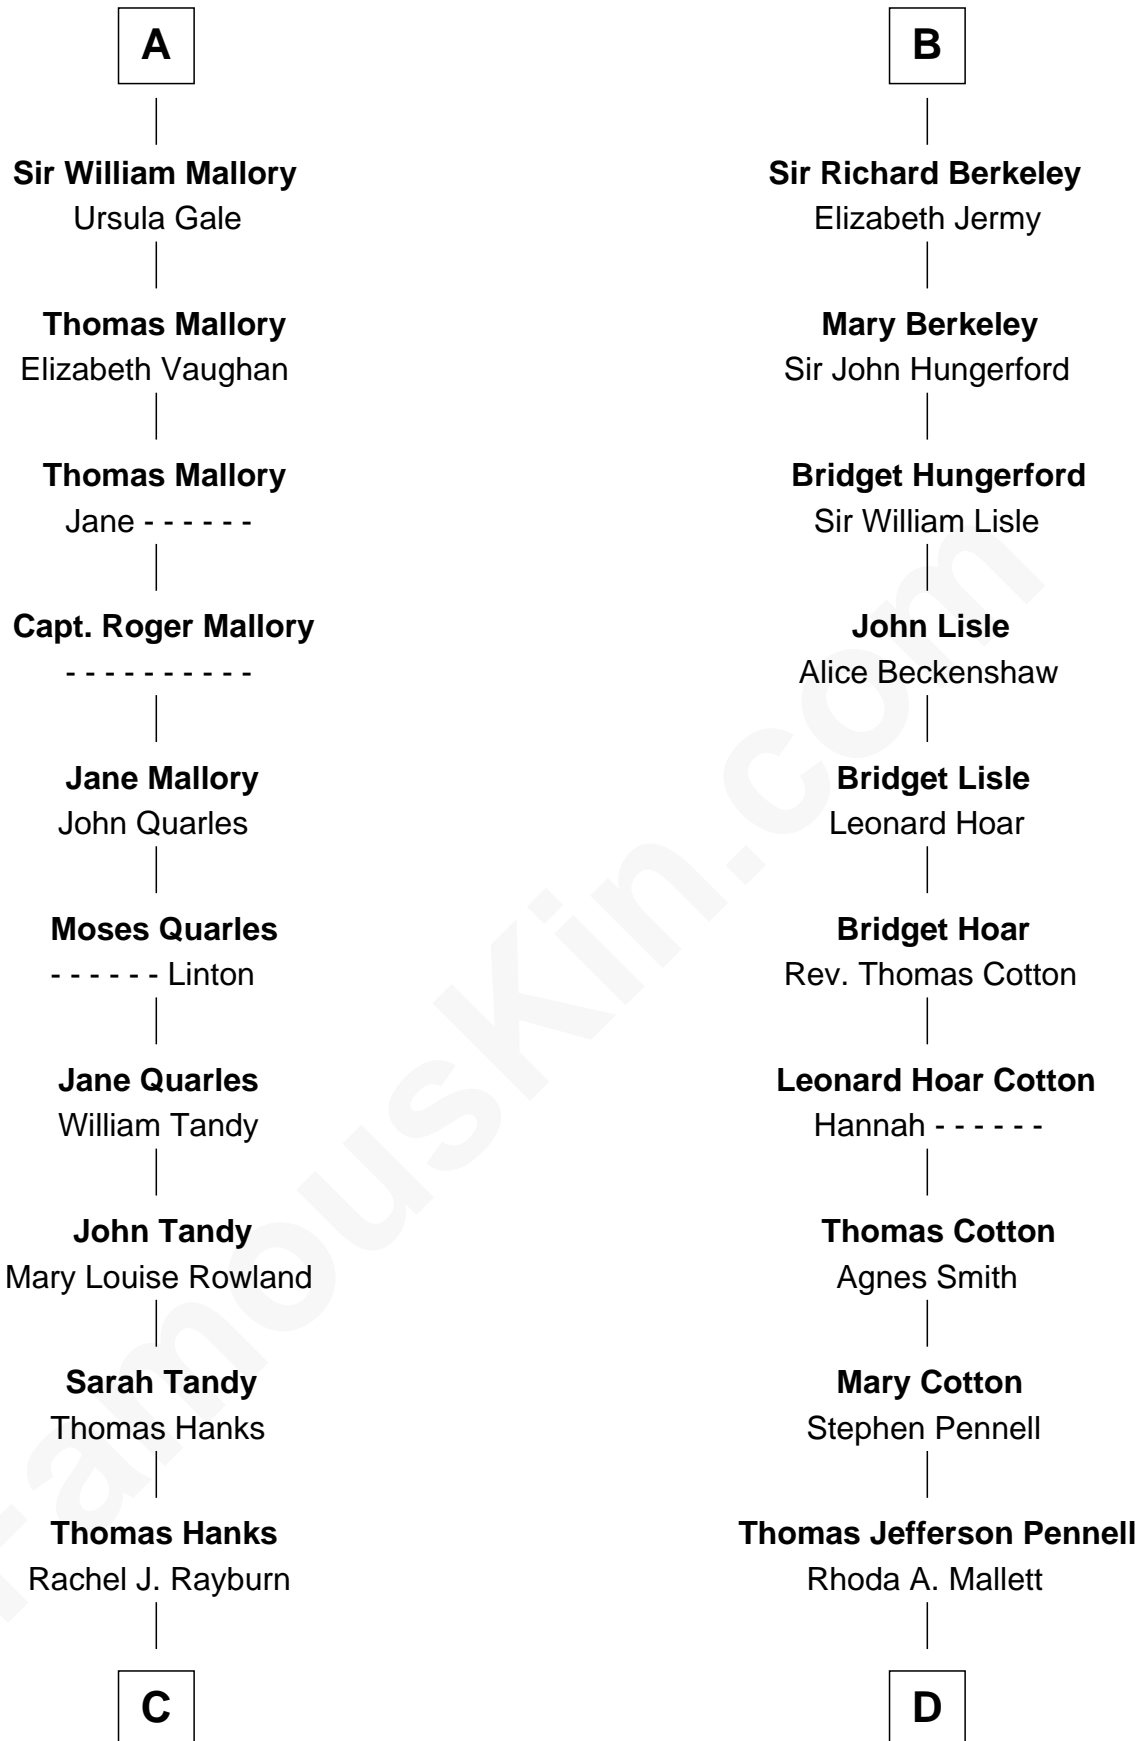 A
Sir William Mallory
Ursula Gale
Thomas Mallory
Elizabeth Vaughan
Thomas Mallory
Jane - - - - - -
Capt. Roger Mallory
- - - - - - - - - -
Jane Mallory
John Quarles
Moses Quarles
- - - - - - Linton
Jane Quarles
William Tandy
John Tandy
Mary Louise Rowland
Sarah Tandy
Thomas Hanks
Thomas Hanks
Rachel J. Rayburn
C
B
Sir Richard Berkeley
Elizabeth Jermy
Mary Berkeley
Sir John Hungerford
Bridget Hungerford
Sir William Lisle
John Lisle
Alice Beckenshaw
Bridget Lisle
Leonard Hoar
Bridget Hoar
Rev. Thomas Cotton
Leonard Hoar Cotton
Hannah - - - - - -
Thomas Cotton
Agnes Smith
Mary Cotton
Stephen Pennell
Thomas Jefferson Pennell
Rhoda A. Mallett
D
FamousKin.com